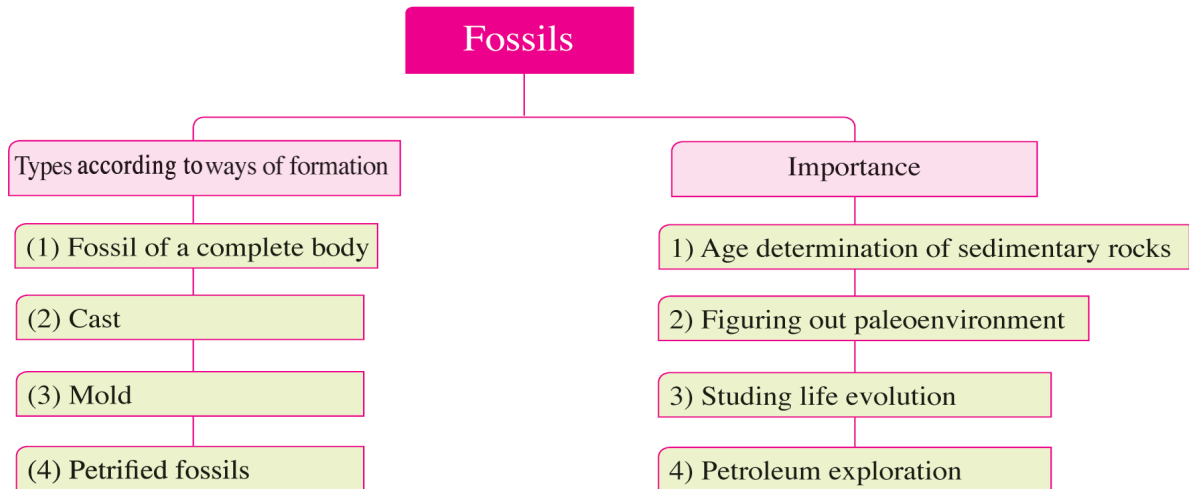 Fossils
Types according to ways of formation
(1) Fossil of a complete body
(2) Cast
(3) Mold
(4) Petrified fossils
Importance
1) Age determination of sedimentary rocks
2) Figuring out paleoenvironment
3) Studing life evolution
4) Petroleum exploration